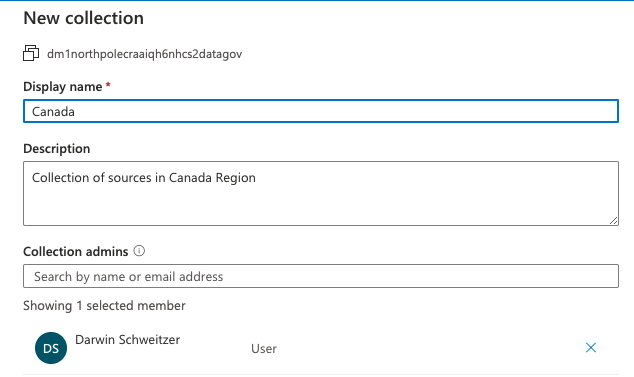 New collection
dm1northpolecraaiqh6nhcs2datagov
Display name *
Canada
Description
Collection of sources in Canada Region
Collection admins
Search by name or email address
Showing 1 selected member
DS Darwin Schweitzer User